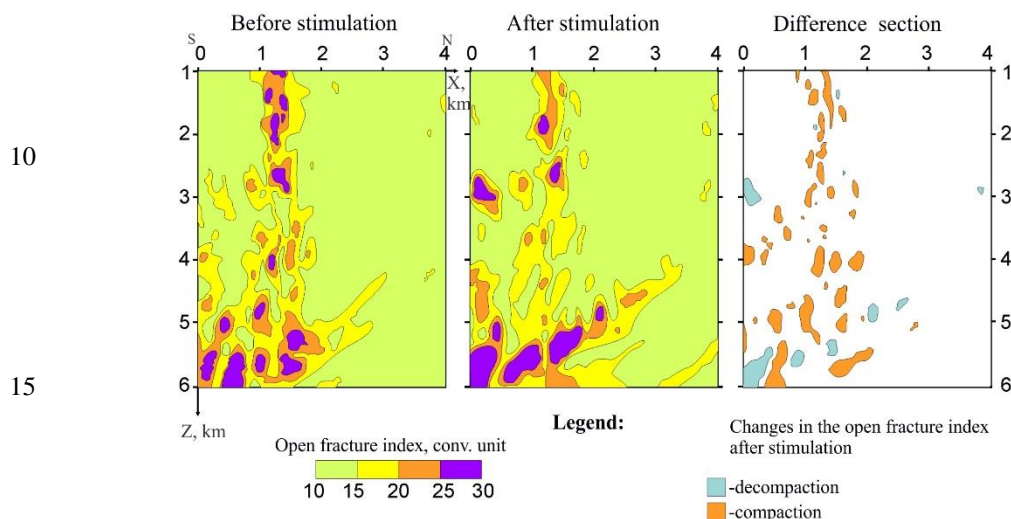 Before stimulation
After stimulation
Difference section
S
N
0 1 2 3 4
0 1 2 3 4
0 1 2 3 4
X,
km
1
2
3
4
5
6
1
2
3
4
5
6
10
15
Z, km
Legend:
Open fracture index, conv. unit
10 15 20 25 30
Changes in the open fracture index
after stimulation
-decompaction
-compaction